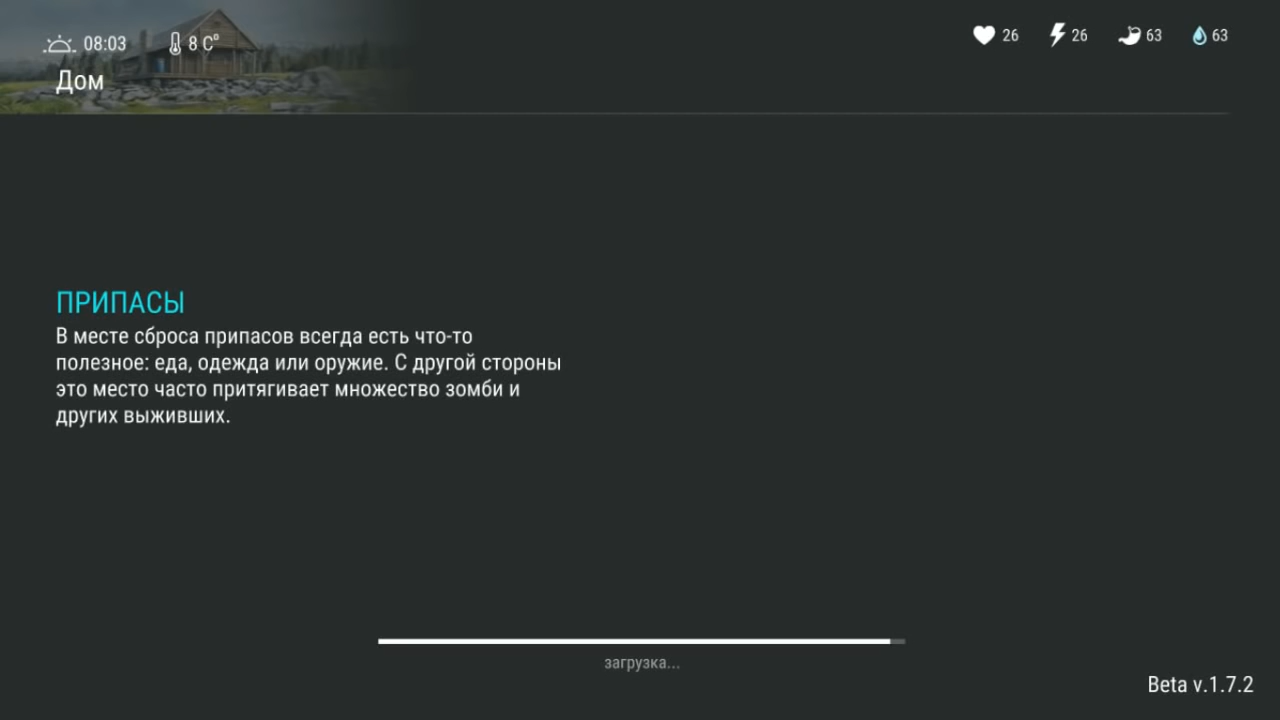 08:03 8 C° 26 26 63 63
Дом
ПРИПАСЫ
В месте сброса припасов всегда есть что-то
полезное: еда, одежда или оружие. С другой стороны
это место часто притягивает множество зомби и
других выживших.
загрузка...
Beta v.1.7.2